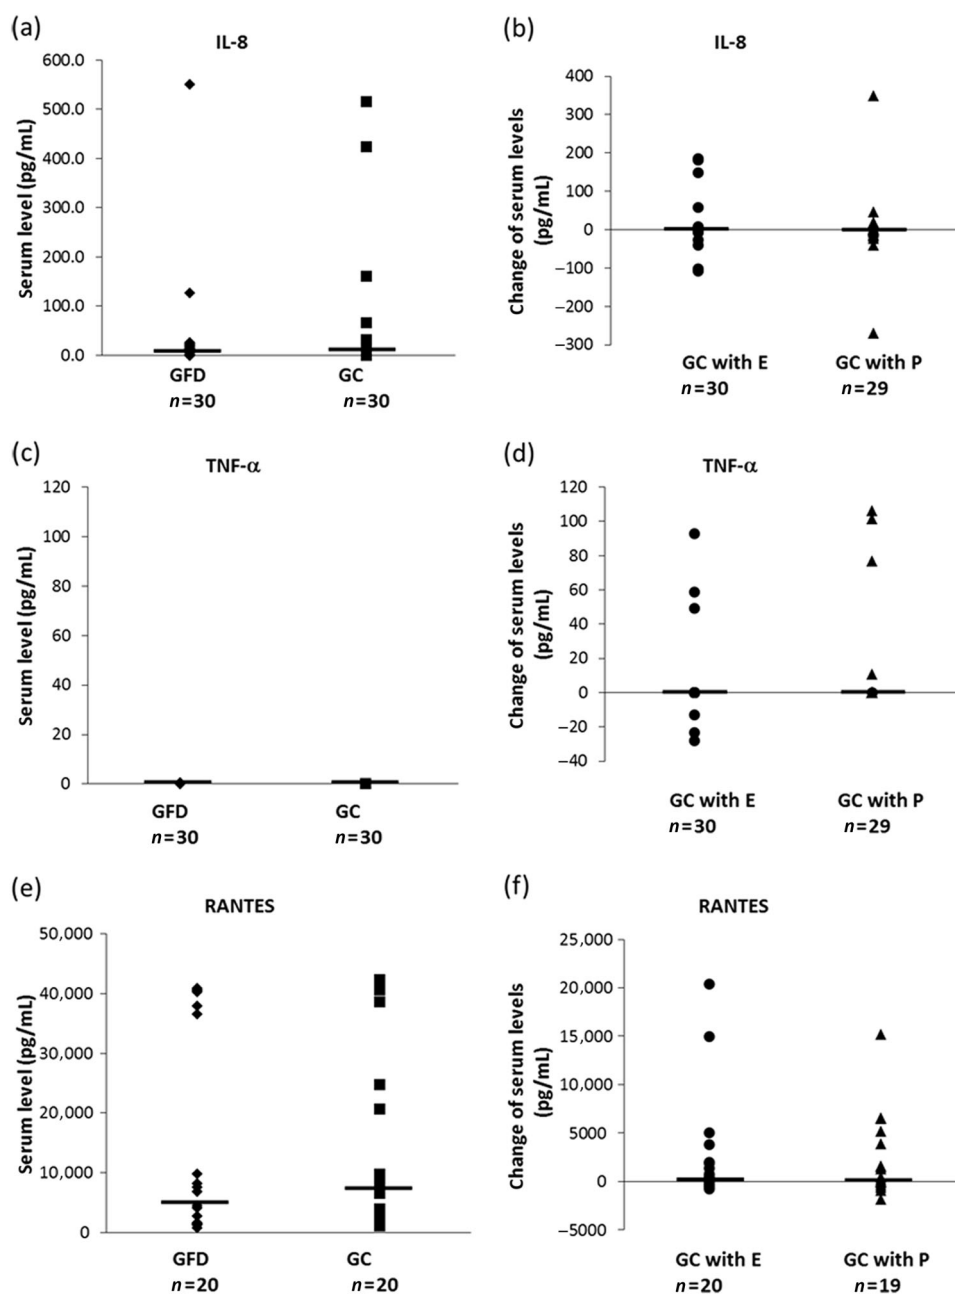 (a)
IL-8
600.0
500.0
400.0
300.0
200.0
100.0
0.0
Serum level (pg/mL)
GFD
GC
n=30
n=30
(b)
IL-8
400
300
200
100
0
−100
−200
−300
Change of serum levels
(pg/mL)
GC with E
GC with P
n=30
n=29
(c)
TNF-α
120
100
80
60
40
20
0
Serum level (pg/mL)
GFD
GC
n=30
n=30
(d)
TNF-α
120
100
80
60
40
20
0
−20
−40
Change of serum levels
(pg/mL)
GC with E
GC with P
n=30
n=29
(e)
RANTES
50,000
40,000
30,000
20,000
10,000
0
Serum level (pg/mL)
GFD
GC
n=20
n=20
(f)
RANTES
25,000
20,000
15,000
10,000
5000
0
−5000
Change of serum levels
(pg/mL)
GC with E
GC with P
n=20
n=19